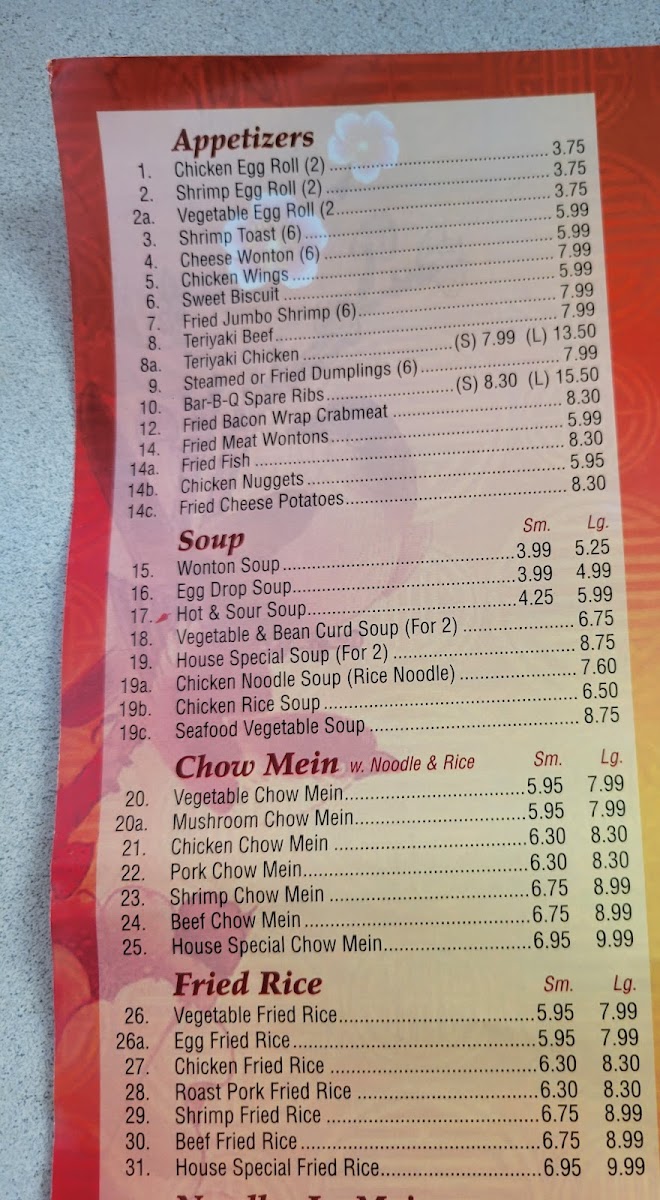 Appetizers
1. Chicken Egg Roll (2) 3.75
2. Shrimp Egg Roll (2) 3.75
2a. Vegetable Egg Roll (2 3.75
3. Shrimp Toast (6) 5.99
4. Cheese Wonton (6) 5.99
5. Chicken Wings 7.99
6. Sweet Biscuit 5.99
7. Fried Jumbo Shrimp (6) 7.99
8. Teriyaki Beef 7.99
8a. Teriyaki Chicken (S) 7.99 (L) 13.50
9. Steamed or Fried Dumplings (6) 7.99
10. Bar-B-Q Spare Ribs (S) 8.30 (L) 15.50
12. Fried Bacon Wrap Crabmeat 8.30
14. Fried Meat Wontons 5.99
14a. Fried Fish 8.30
14b. Chicken Nuggets 5.95
14c. Fried Cheese Potatoes 8.30
Soup Sm. Lg.
15. Wonton Soup 3.99 5.25
16. Egg Drop Soup 3.99 4.99
17. Hot & Sour Soup 4.25 5.99
18. Vegetable & Bean Curd Soup (For 2) 6.75
19. House Special Soup (For 2) 8.75
19a. Chicken Noodle Soup (Rice Noodle) 7.60
19b. Chicken Rice Soup 6.50
19c. Seafood Vegetable Soup 8.75
Chow Mein w. Noodle & Rice Sm. Lg.
20. Vegetable Chow Mein 5.95 7.99
20a. Mushroom Chow Mein 5.95 7.99
21. Chicken Chow Mein 6.30 8.30
22. Pork Chow Mein 6.30 8.30
23. Shrimp Chow Mein 6.75 8.99
24. Beef Chow Mein 6.75 8.99
25. House Special Chow Mein 6.95 9.99
Fried Rice Sm. Lg.
26. Vegetable Fried Rice 5.95 7.99
26a. Egg Fried Rice 5.95 7.99
27. Chicken Fried Rice 6.30 8.30
28. Roast Pork Fried Rice 6.30 8.30
29. Shrimp Fried Rice 6.75 8.99
30. Beef Fried Rice 6.75 8.99
31. House Special Fried Rice 6.95 9.99